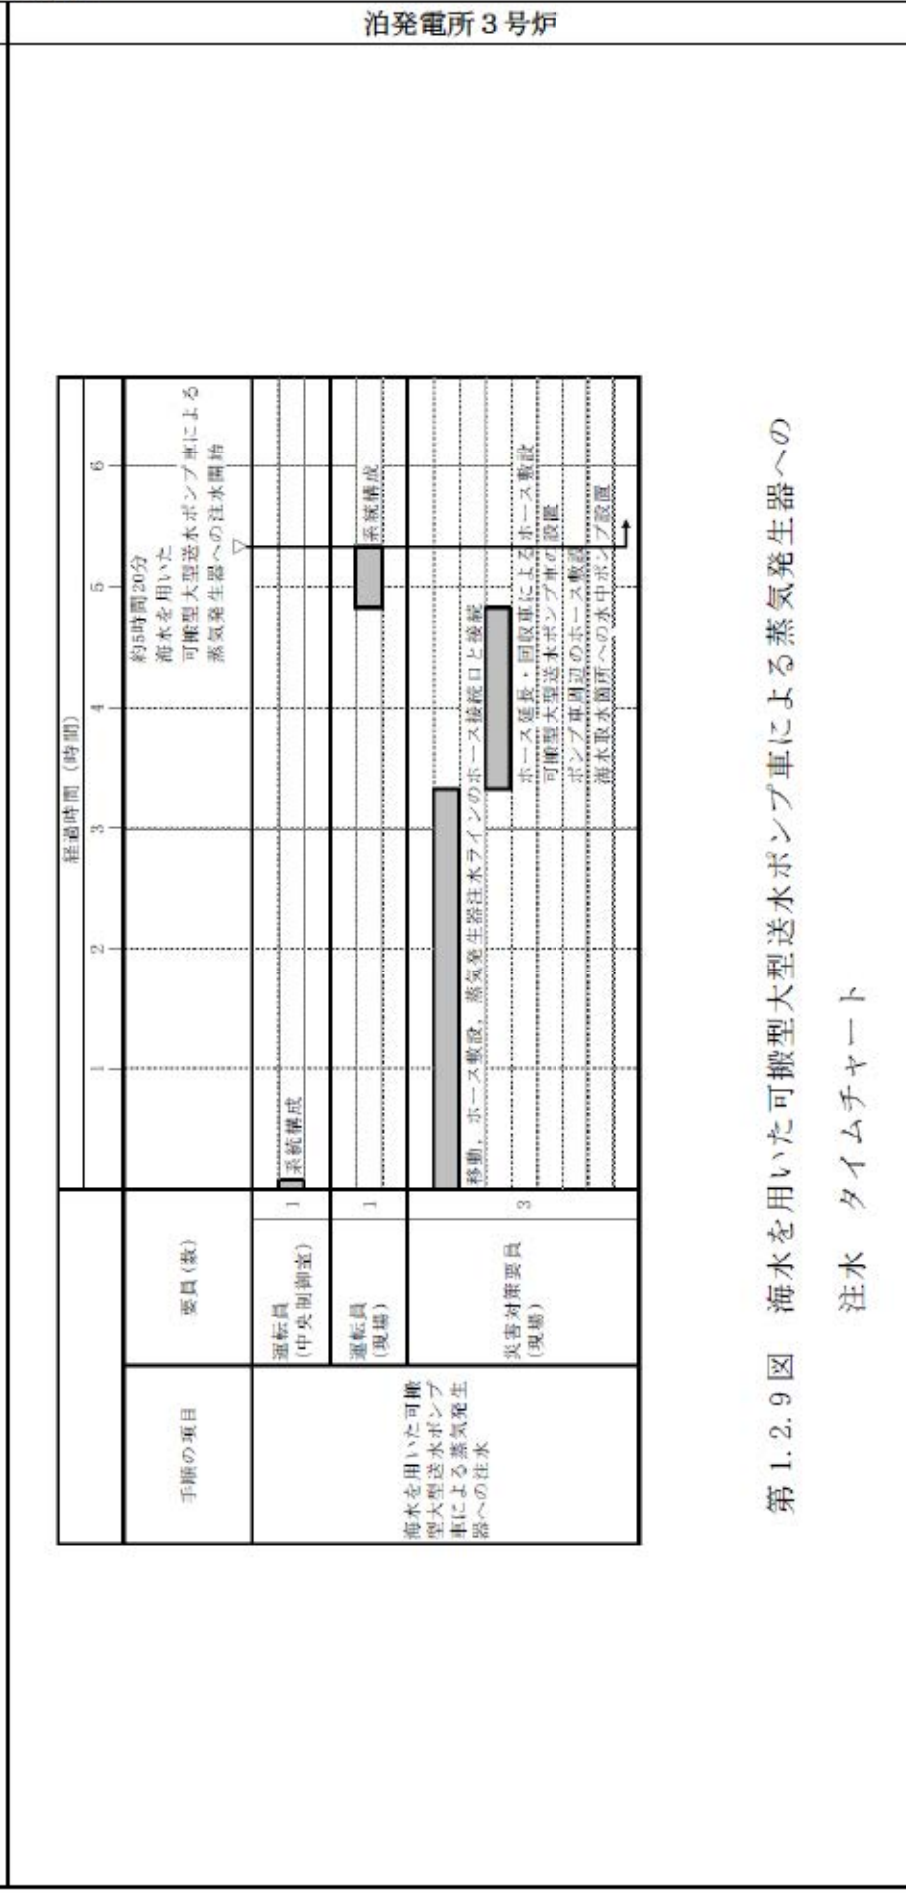 泊発電所3号炉
経過時間（時間）
1
2
3
4
5
6
手順の項目
要員(数)
約5時間20分
海水を用いた
可搬型大型送水ポンプ車による
蒸気発生器への注水開始
▽
海水を用いた可搬
型大型送水ポンプ
車による蒸気発生
器への注水
運転員
(中央制御室)
1
系統構成
運転員
(現場)
1
系統構成
災害対策要員
(現場)
3
移動，ホース敷設，蒸気発生器注水ラインのホース接続口と接続
ホース延長・回収車によるホース敷設
可搬型大型送水ポンプ車の設置
ポンプ車周辺のホース敷設
海水取水箇所への水中ポンプ設置
第1.2.9図　海水を用いた可搬型大型送水ポンプ車による蒸気発生器への
注水　タイムチャート